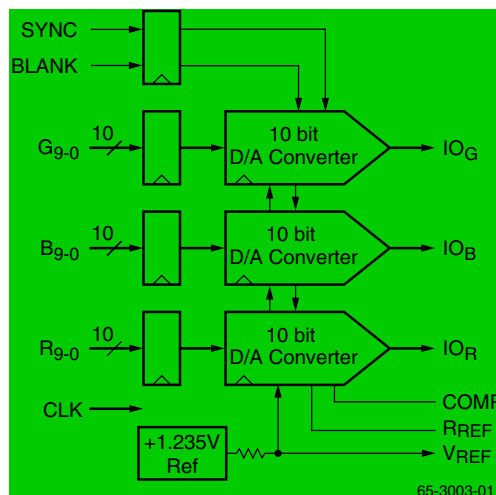 SYNC
BLANK
G9-0 10 10 bit D/A Converter IOG
B9-0 10 10 bit D/A Converter IOB
R9-0 10 10 bit D/A Converter IOR
CLK
COMP
RREF
+1.235V Ref
VREF
65-3003-01